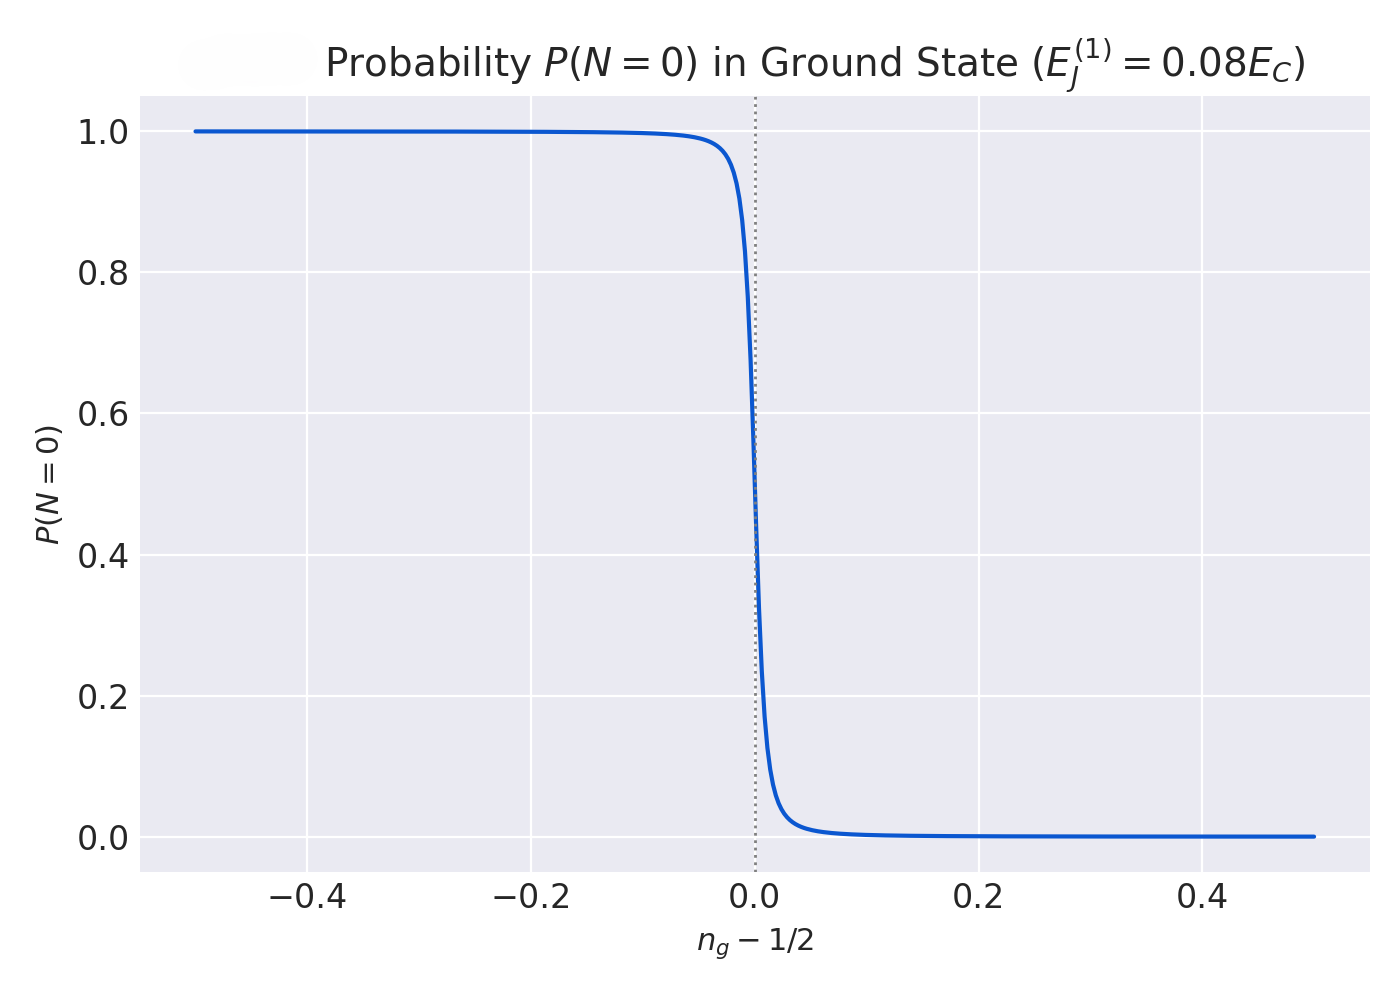 Probability P(N = 0) in Ground State (E_J^(1) = 0.08E_C)
1.0
0.8
0.6
0.4
0.2
0.0
P(N = 0)
−0.4 −0.2 0.0 0.2 0.4
n_g − 1/2